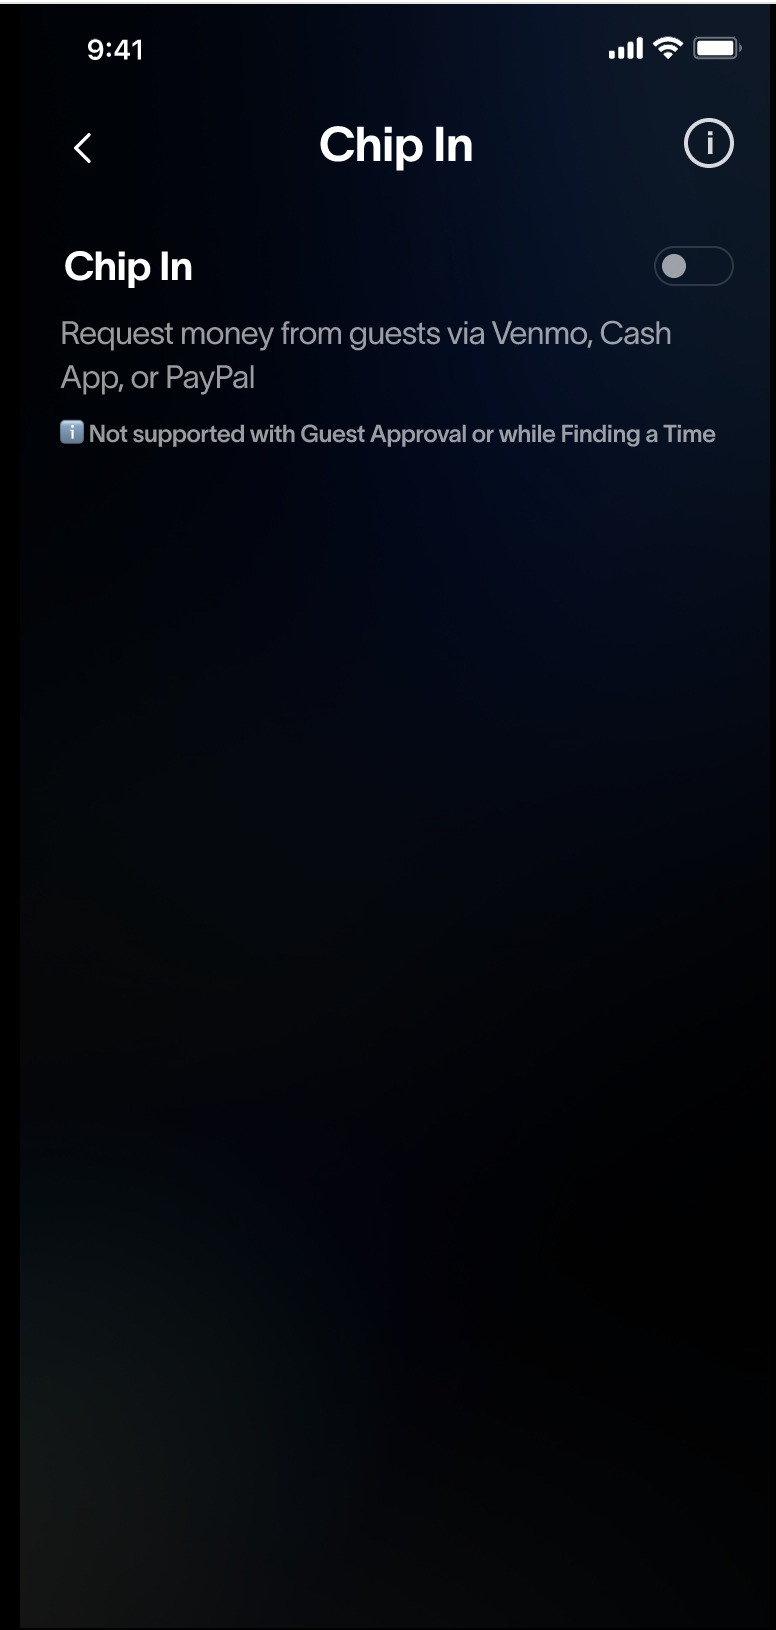 9:41
Chip In
Chip In
Request money from guests via Venmo, Cash
App, or PayPal
ℹ️ Not supported with Guest Approval or while Finding a Time